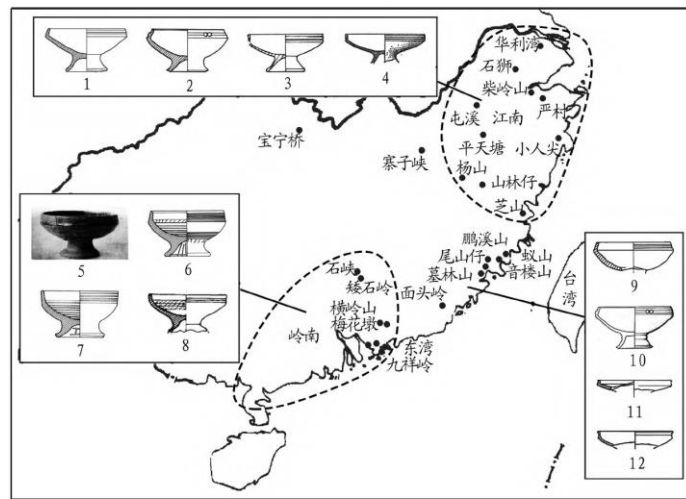 1
2
3
4
5
6
7
8
9
10
11
12
华利湾
石狮
柴岭山
严村
屯溪
江南
平天塘
小人尖
杨山
山林仔
芝山
宝宁桥
寨子峡
鹏溪山
尾山仔
蚁山
墓林山
音楼山
面头岭
台湾
石峡
矮石岭
横岭山
梅花墩
岭南
东湾
九祥岭